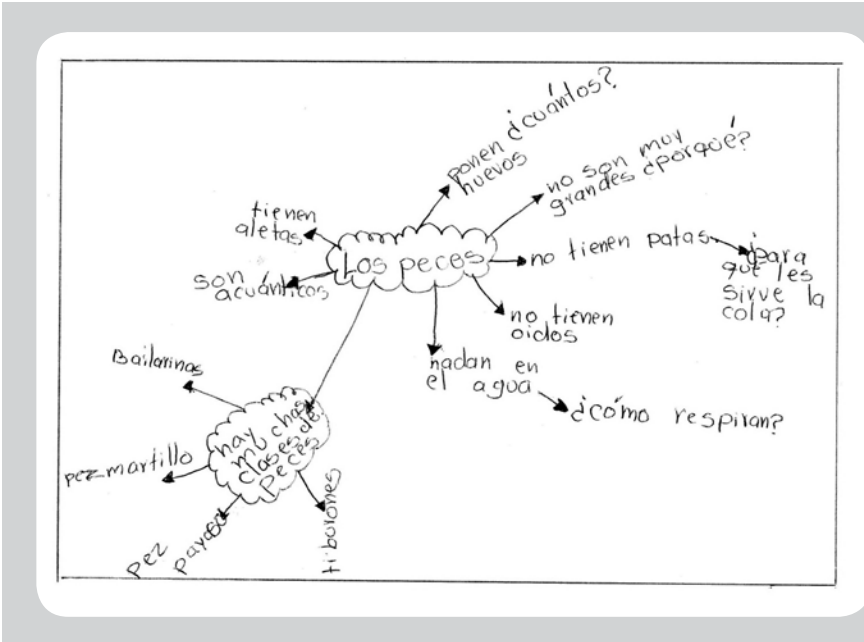 ponen ¿cuántos?
huevos
no son muy
grandes ¿porqué?
tienen
aletas
Los peces
no tienen patas
¿para
que les
sirve la
cola?
son
acuánticos
no tienen
oidos
nadan en
el agua
¿cómo respiran?
Bailarinas
hay
muchas
clases de
peces
pez martillo
pez
payaso
tiburones